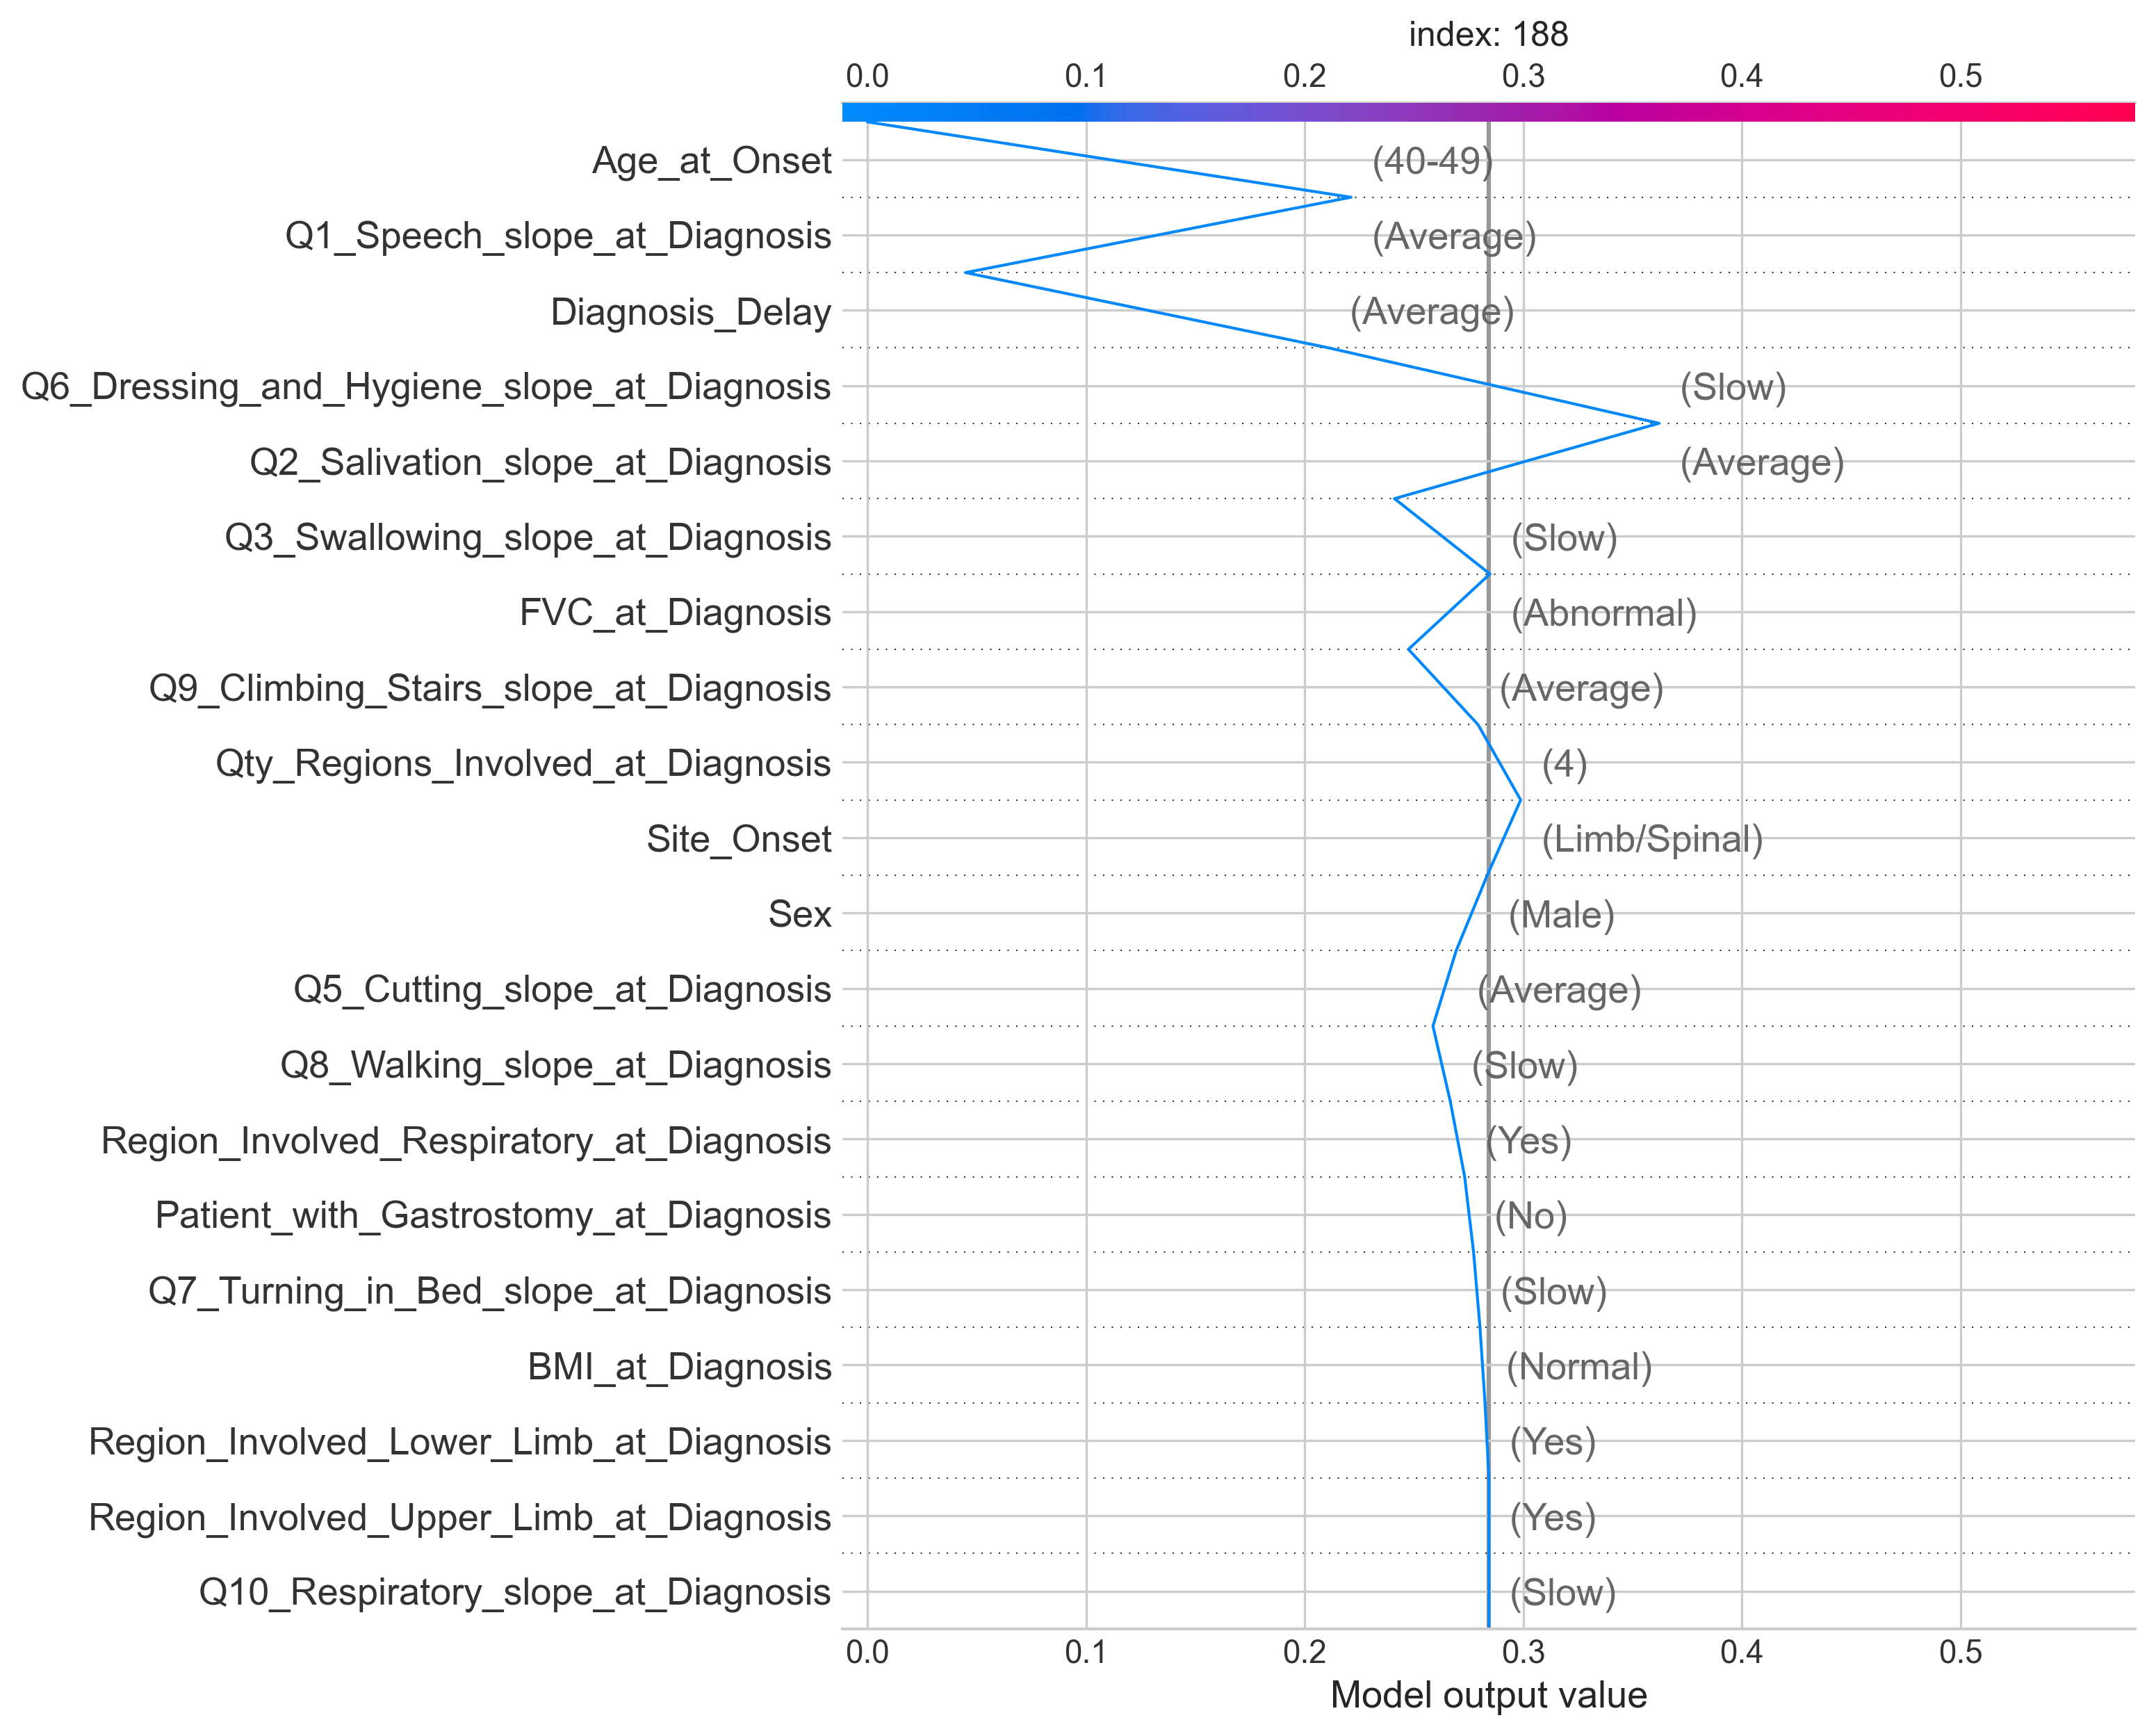 index: 188
0.0 0.1 0.2 0.3 0.4 0.5
Age_at_Onset (40-49)
Q1_Speech_slope_at_Diagnosis (Average)
Diagnosis_Delay (Average)
Q6_Dressing_and_Hygiene_slope_at_Diagnosis (Slow)
Q2_Salivation_slope_at_Diagnosis (Average)
Q3_Swallowing_slope_at_Diagnosis (Slow)
FVC_at_Diagnosis (Abnormal)
Q9_Climbing_Stairs_slope_at_Diagnosis (Average)
Qty_Regions_Involved_at_Diagnosis (4)
Site_Onset (Limb/Spinal)
Sex (Male)
Q5_Cutting_slope_at_Diagnosis (Average)
Q8_Walking_slope_at_Diagnosis (Slow)
Region_Involved_Respiratory_at_Diagnosis (Yes)
Patient_with_Gastrostomy_at_Diagnosis (No)
Q7_Turning_in_Bed_slope_at_Diagnosis (Slow)
BMI_at_Diagnosis (Normal)
Region_Involved_Lower_Limb_at_Diagnosis (Yes)
Region_Involved_Upper_Limb_at_Diagnosis (Yes)
Q10_Respiratory_slope_at_Diagnosis (Slow)
0.0 0.1 0.2 0.3 0.4 0.5
Model output value